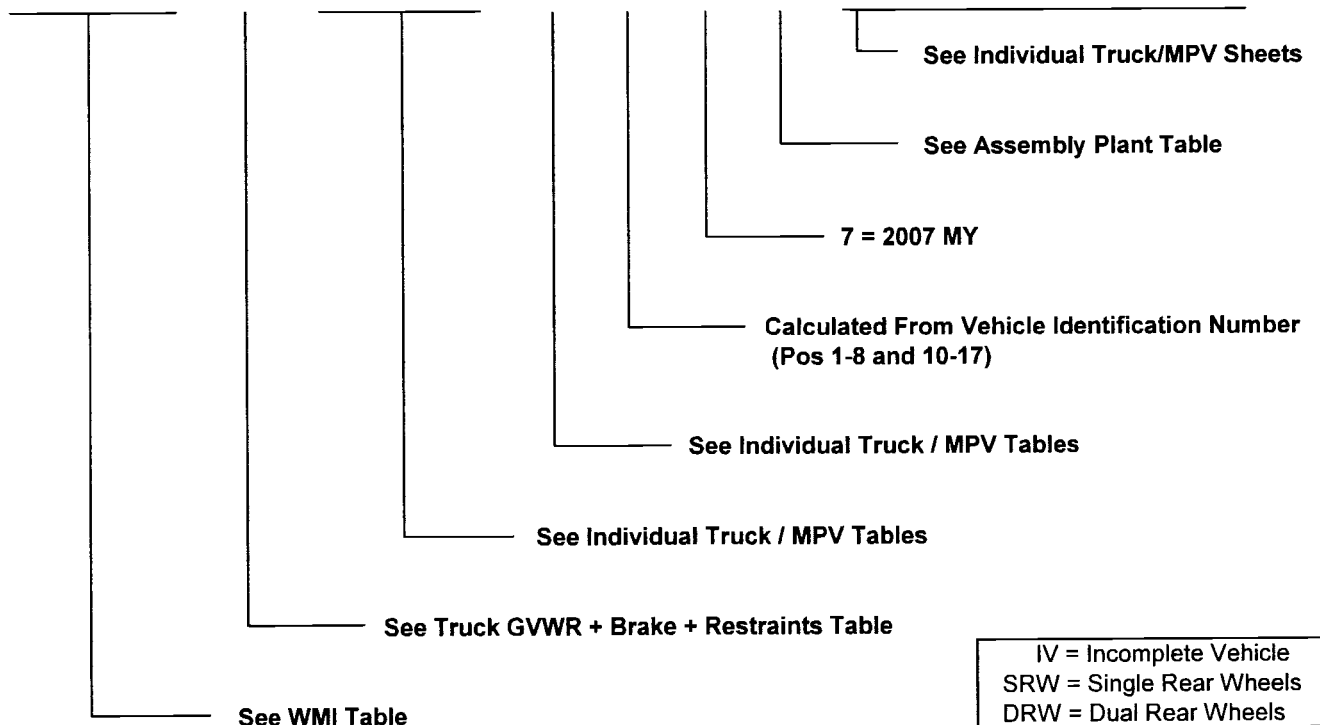 See Individual Truck/MPV Sheets
See Assembly Plant Table
7 = 2007 MY
Calculated From Vehicle Identification Number
(Pos 1-8 and 10-17)
See Individual Truck / MPV Tables
See Individual Truck / MPV Tables
See Truck GVWR + Brake + Restraints Table
IV = Incomplete Vehicle
SRW = Single Rear Wheels
DRW = Dual Rear Wheels
See WMI Table